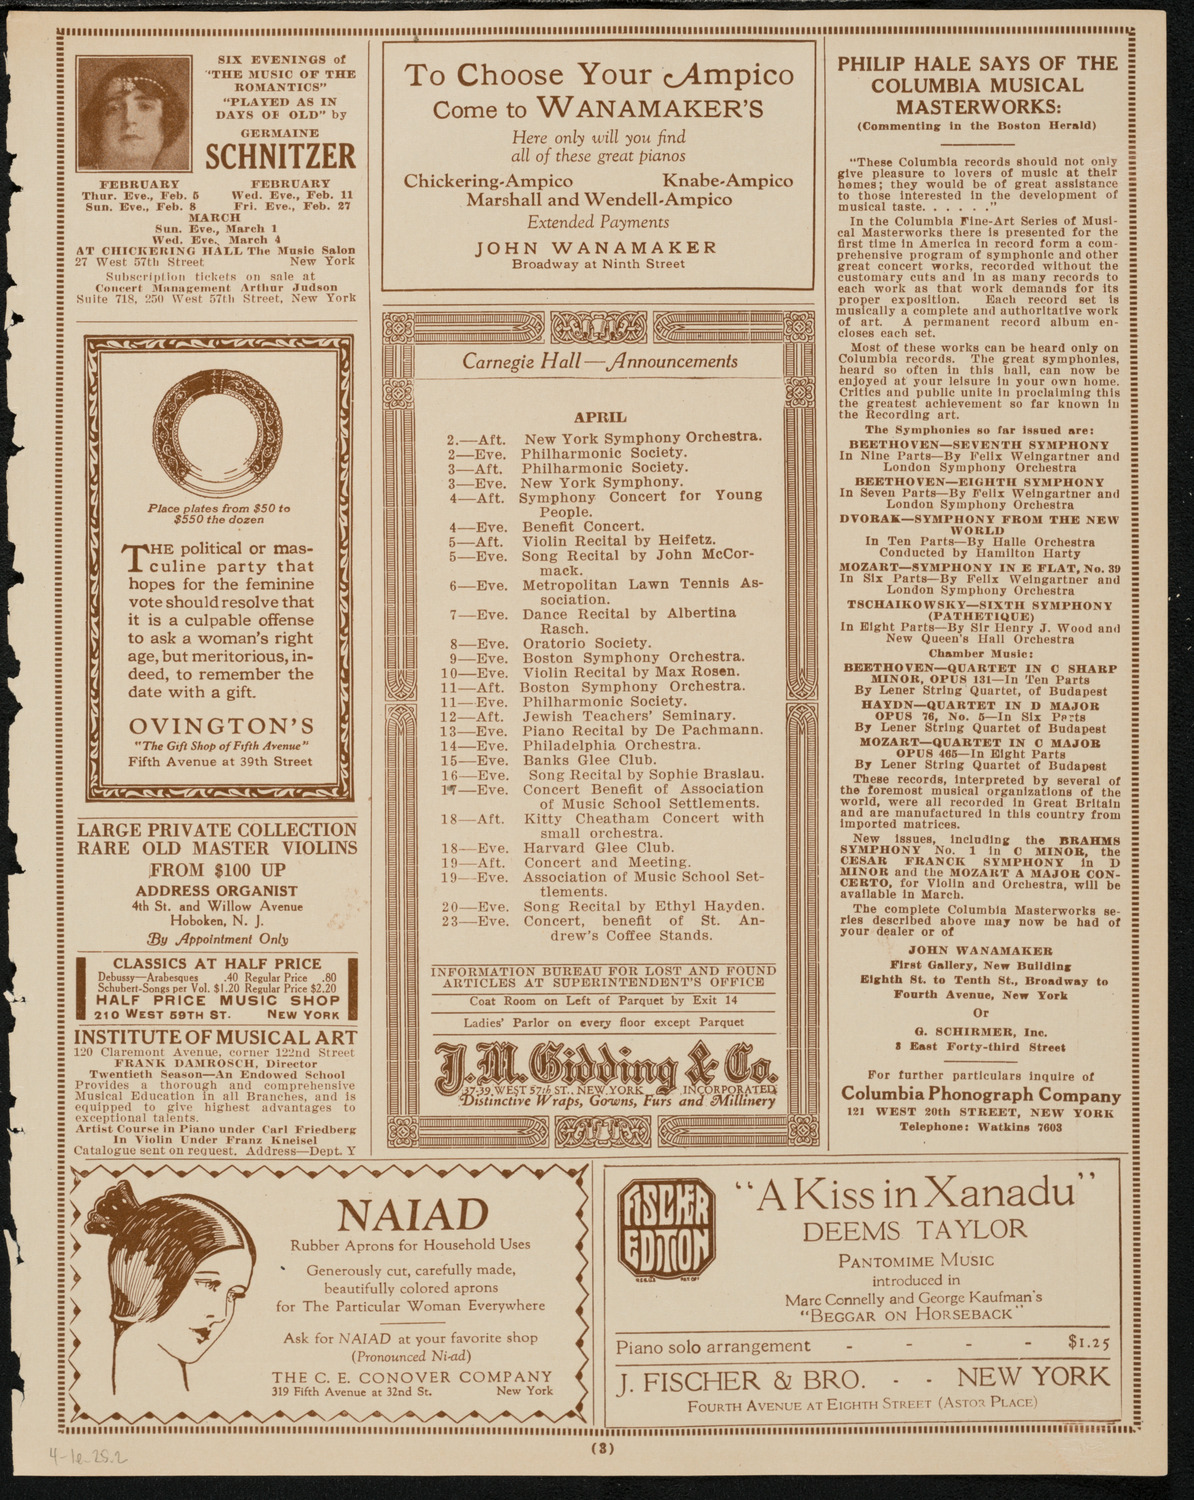 SIX EVENINGS of
"THE MUSIC OF THE
ROMANTICS"
"PLAYED AS IN
DAYS OF OLD" by
GERMAINE
SCHNITZER
FEBRUARY FEBRUARY
Thur. Eve., Feb. 5 Wed. Eve., Feb. 11
Sun. Eve., Feb. 8 Fri. Eve., Feb. 27
MARCH
Sun. Eve., March 1
Wed. Eve., March 4
AT CHICKERING HALL The Music Salon
27 West 57th Street New York
Subscription tickets on sale at
Concert Management Arthur Judson
Suite 718, 250 West 57th Street, New York
Place plates from $50 to
$550 the dozen
THE political or mas-
culine party that
hopes for the feminine
vote should resolve that
it is a culpable offense
to ask a woman's right
age, but meritorious, in-
deed, to remember the
date with a gift.
OVINGTON'S
"The Gift Shop of Fifth Avenue"
Fifth Avenue at 39th Street
LARGE PRIVATE COLLECTION
RARE OLD MASTER VIOLINS
FROM $100 UP
ADDRESS ORGANIST
4th St. and Willow Avenue
Hoboken, N. J.
By Appointment Only
CLASSICS AT HALF PRICE
Debussy—Arabesques .40 Regular Price .80
Schubert-Songs per Vol. $1.20 Regular Price $2.20
HALF PRICE MUSIC SHOP
210 WEST 59TH ST. NEW YORK
INSTITUTE OF MUSICAL ART
120 Claremont Avenue, corner 122nd Street
FRANK DAMROSCH, Director
Twentieth Season—An Endowed School
Provides a thorough and comprehensive
Musical Education in all Branches, and is
equipped to give highest advantages to
exceptional talents.
Artist Course in Piano under Carl Friedberg
In Violin Under Franz Kneisel
Catalogue sent on request. Address—Dept. Y
To Choose Your Ampico
Come to WANAMAKER'S
Here only will you find
all of these great pianos
Chickering-Ampico Knabe-Ampico
Marshall and Wendell-Ampico
Extended Payments
JOHN WANAMAKER
Broadway at Ninth Street
Carnegie Hall—Announcements
APRIL
2.—Aft. New York Symphony Orchestra.
2—Eve. Philharmonic Society.
3—Aft. Philharmonic Society.
3—Eve. New York Symphony.
4—Aft. Symphony Concert for Young
People.
4—Eve. Benefit Concert.
5—Aft. Violin Recital by Heifetz.
5—Eve. Song Recital by John McCor-
mack.
6—Eve. Metropolitan Lawn Tennis As-
sociation.
7—Eve. Dance Recital by Albertina
Rasch.
8—Eve. Oratorio Society.
9—Eve. Boston Symphony Orchestra.
10—Eve. Violin Recital by Max Rosen.
11—Aft. Boston Symphony Orchestra.
11—Eve. Philharmonic Society.
12—Aft. Jewish Teachers' Seminary.
13—Eve. Piano Recital by De Pachmann.
14—Eve. Philadelphia Orchestra.
15—Eve. Banks Glee Club.
16—Eve. Song Recital by Sophie Braslau.
17—Eve. Concert Benefit of Association
of Music School Settlements.
18—Aft. Kitty Cheatham Concert with
small orchestra.
18—Eve. Harvard Glee Club.
19—Aft. Concert and Meeting.
19—Eve. Association of Music School Set-
tlements.
20—Eve. Song Recital by Ethyl Hayden.
23—Eve. Concert, benefit of St. An-
drew's Coffee Stands.
INFORMATION BUREAU FOR LOST AND FOUND
ARTICLES AT SUPERINTENDENT'S OFFICE
Coat Room on Left of Parquet by Exit 14
Ladies' Parlor on every floor except Parquet
J. M. Gidding & Co.
37-39 WEST 57th ST., NEW YORK INCORPORATED
Distinctive Wraps, Gowns, Furs and Millinery
PHILIP HALE SAYS OF THE
COLUMBIA MUSICAL
MASTERWORKS:
(Commenting in the Boston Herald)
"These Columbia records should not only
give pleasure to lovers of music at their
homes; they would be of great assistance
to those interested in the development of
musical taste. . . . . ."
In the Columbia Fine-Art Series of Musi-
cal Masterworks there is presented for the
first time in America in record form a com-
prehensive program of symphonic and other
great concert works, recorded without the
customary cuts and in as many records to
each work as that work demands for its
proper exposition. Each record set is
musically a complete and authoritative work
of art. A permanent record album en-
closes each set.
Most of these works can be heard only on
Columbia records. The great symphonies,
heard so often in this hall, can now be
enjoyed at your leisure in your own home.
Critics and public unite in proclaiming this
the greatest achievement so far known in
the Recording art.
The Symphonies so far issued are:
BEETHOVEN—SEVENTH SYMPHONY
In Nine Parts—By Felix Weingartner and
London Symphony Orchestra
BEETHOVEN—EIGHTH SYMPHONY
In Seven Parts—By Felix Weingartner and
London Symphony Orchestra
DVORAK—SYMPHONY FROM THE NEW
WORLD
In Ten Parts—By Halle Orchestra
Conducted by Hamilton Harty
MOZART—SYMPHONY IN E FLAT, No. 39
In Six Parts—By Felix Weingartner and
London Symphony Orchestra
TSCHAIKOWSKY—SIXTH SYMPHONY
(PATHETIQUE)
In Eight Parts—By Sir Henry J. Wood and
New Queen's Hall Orchestra
Chamber Music:
BEETHOVEN—QUARTET IN C SHARP
MINOR, OPUS 131—In Ten Parts
By Lener String Quartet, of Budapest
HAYDN—QUARTET IN D MAJOR
OPUS 76, No. 5—In Six Parts
By Lener String Quartet of Budapest
MOZART—QUARTET IN C MAJOR
OPUS 465—In Eight Parts
By Lener String Quartet of Budapest
These records, interpreted by several of
the foremost musical organizations of the
world, were all recorded in Great Britain
and are manufactured in this country from
imported matrices.
New issues, including the BRAHMS
SYMPHONY No. 1 in C MINOR, the
CESAR FRANCK SYMPHONY in D
MINOR and the MOZART A MAJOR CON-
CERTO, for Violin and Orchestra, will be
available in March.
The complete Columbia Masterworks se-
ries described above may now be had of
your dealer or of
JOHN WANAMAKER
First Gallery, New Building
Eighth St. to Tenth St., Broadway to
Fourth Avenue, New York
Or
G. SCHIRMER, Inc.
3 East Forty-third Street
For further particulars inquire of
Columbia Phonograph Company
121 WEST 20th STREET, NEW YORK
Telephone: Watkins 7603
NAIAD
Rubber Aprons for Household Uses
Generously cut, carefully made,
beautifully colored aprons
for The Particular Woman Everywhere
Ask for NAIAD at your favorite shop
(Pronounced Ni-ad)
THE C. E. CONOVER COMPANY
319 Fifth Avenue at 32nd St. New York
FISCHER
EDITION
"A Kiss in Xanadu"
DEEMS TAYLOR
PANTOMIME MUSIC
introduced in
Marc Connelly and George Kaufman's
"BEGGAR ON HORSEBACK"
Piano solo arrangement - - - $1.25
J. FISCHER & BRO. - - NEW YORK
FOURTH AVENUE AT EIGHTH STREET (ASTOR PLACE)
(3)